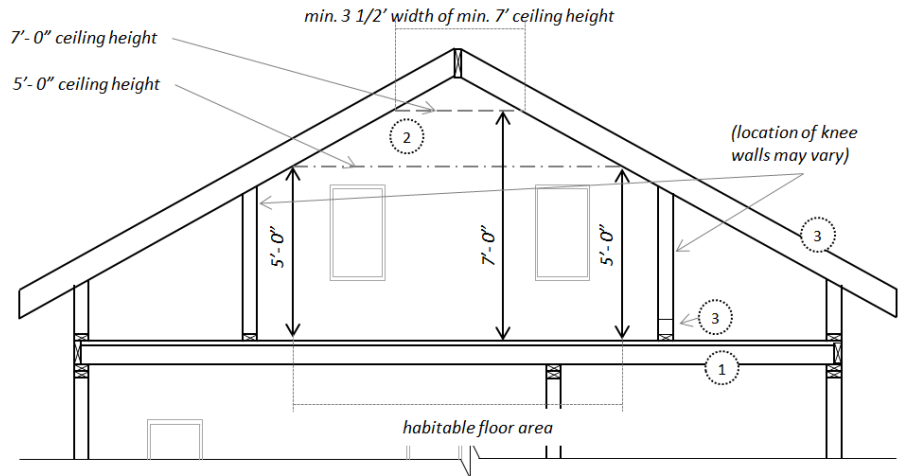 min. 3 1/2’ width of min. 7’ ceiling height
7’- 0” ceiling height
5’- 0” ceiling height
2
(location of knee
walls may vary)
5’- 0”
7’- 0”
5’- 0”
3
3
1
habitable floor area